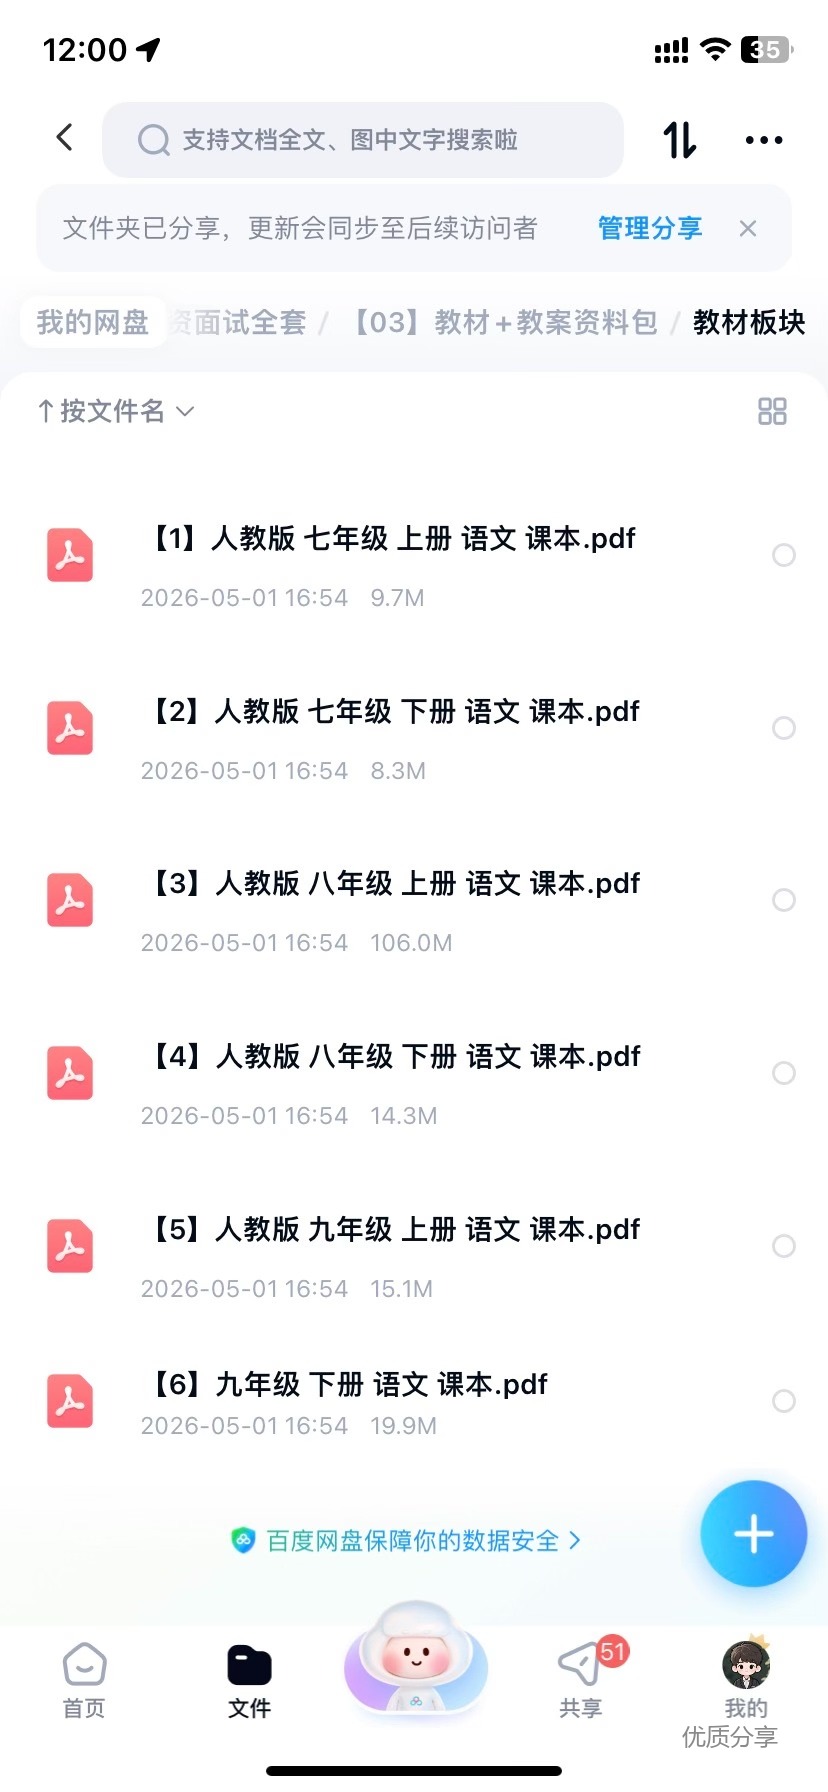 12:00
35
支持文档全文、图中文字搜索啦
文件夹已分享，更新会同步至后续访问者 管理分享
我的网盘 资面试全套 / 【03】教材+教案资料包 / 教材板块
按文件名
【1】人教版 七年级 上册 语文 课本.pdf
2026-05-01 16:54 9.7M
【2】人教版 七年级 下册 语文 课本.pdf
2026-05-01 16:54 8.3M
【3】人教版 八年级 上册 语文 课本.pdf
2026-05-01 16:54 106.0M
【4】人教版 八年级 下册 语文 课本.pdf
2026-05-01 16:54 14.3M
【5】人教版 九年级 上册 语文 课本.pdf
2026-05-01 16:54 15.1M
【6】九年级 下册 语文 课本.pdf
2026-05-01 16:54 19.9M
百度网盘保障你的数据安全
51
首页 文件 共享 我的
优质分享